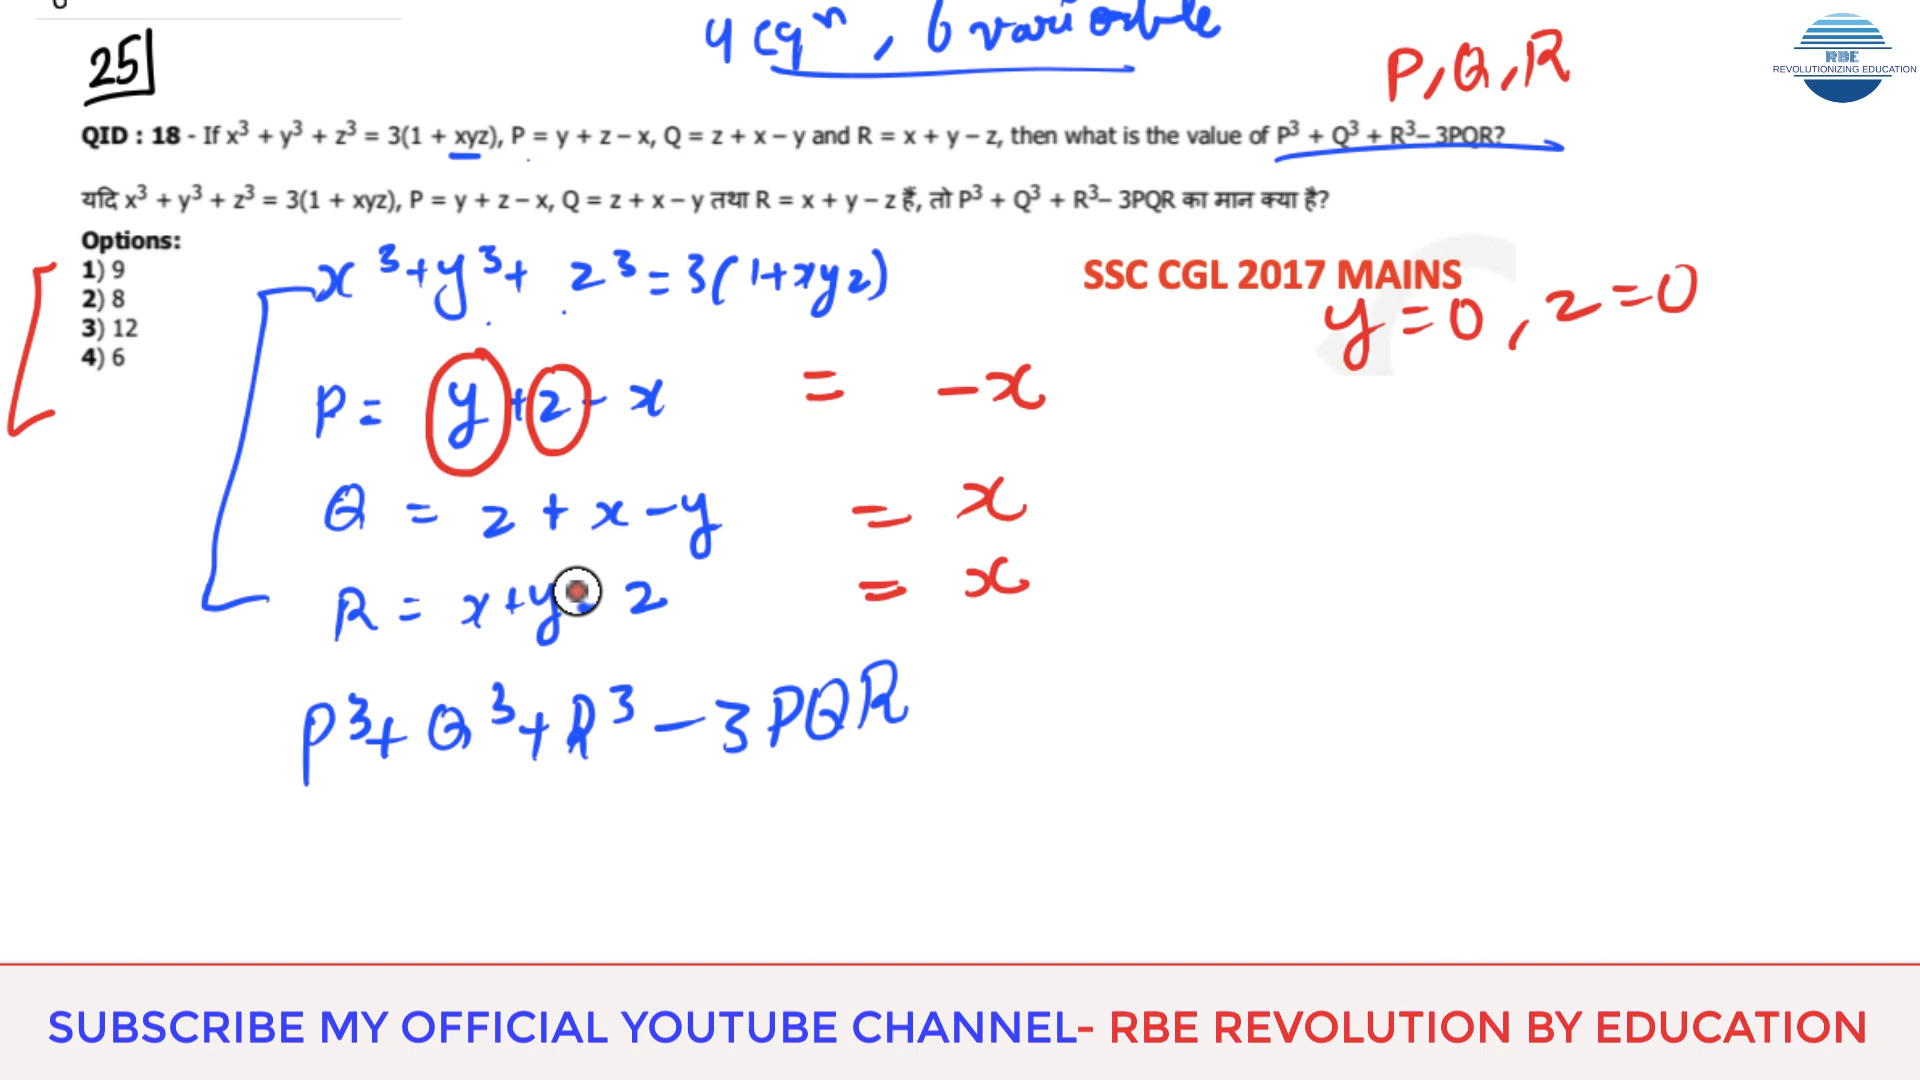 4 eqⁿ, 6 variable
25
P, Q, R
RBE
REVOLUTIONIZING EDUCATION
QID : 18 - If x³ + y³ + z³ = 3(1 + xyz), P = y + z – x, Q = z + x – y and R = x + y – z, then what is the value of P³ + Q³ + R³– 3PQR?
यदि x³ + y³ + z³ = 3(1 + xyz), P = y + z – x, Q = z + x – y तथा R = x + y – z हैं, तो P³ + Q³ + R³– 3PQR का मान क्या है?
Options:
1) 9
2) 8
3) 12
4) 6
SSC CGL 2017 MAINS
x³+y³+z³=3(1+xyz)
y=0, z=0
P= y+z-x = -x
Q = z+x-y = x
R = x+y-z = x
P³+Q³+R³-3PQR
SUBSCRIBE MY OFFICIAL YOUTUBE CHANNEL- RBE REVOLUTION BY EDUCATION